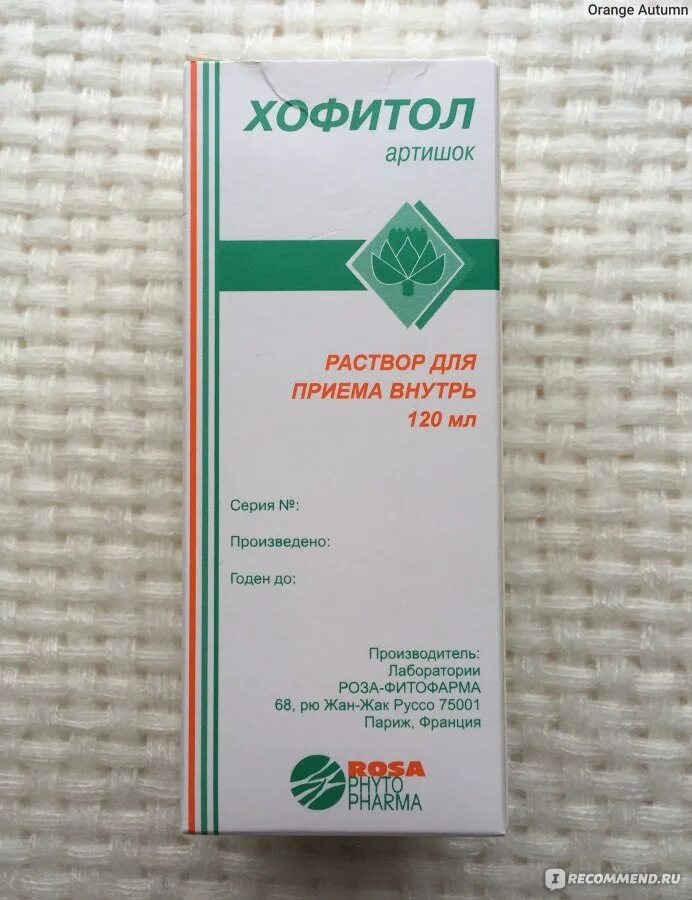 Orange Autumn
ХОФИТОЛ
артишок
РАСТВОР ДЛЯ
ПРИЕМА ВНУТРЬ
120 мл
Серия №:
Произведено:
Годен до:
Производитель:
Лаборатории
РОЗА-ФИТОФАРМА
68, рю Жан-Жак Руссо 75001
Париж, Франция
ROSA
PHYTO
PHARMA
IRECOMMEND.RU